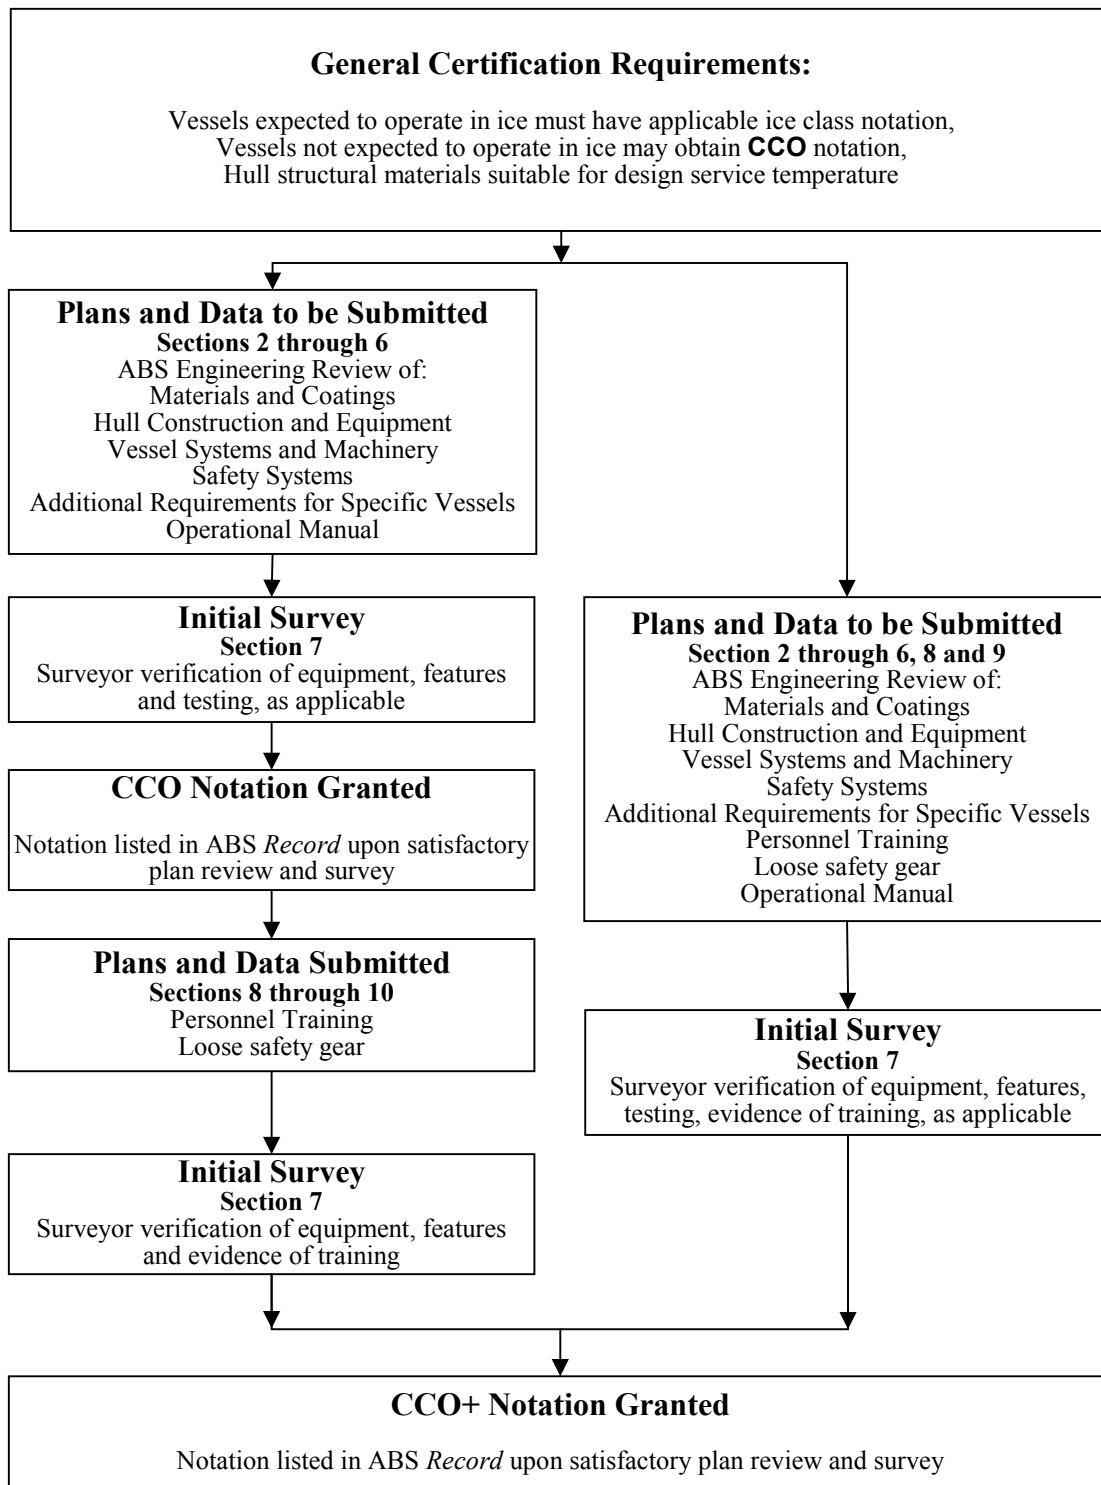 General Certification Requirements:
Vessels expected to operate in ice must have applicable ice class notation,
Vessels not expected to operate in ice may obtain CCO notation,
Hull structural materials suitable for design service temperature
Plans and Data to be Submitted
Sections 2 through 6
ABS Engineering Review of:
Materials and Coatings
Hull Construction and Equipment
Vessel Systems and Machinery
Safety Systems
Additional Requirements for Specific Vessels
Operational Manual
Initial Survey
Section 7
Surveyor verification of equipment, features
and testing, as applicable
CCO Notation Granted
Notation listed in ABS Record upon satisfactory
plan review and survey
Plans and Data Submitted
Sections 8 through 10
Personnel Training
Loose safety gear
Initial Survey
Section 7
Surveyor verification of equipment, features
and evidence of training
Plans and Data to be Submitted
Section 2 through 6, 8 and 9
ABS Engineering Review of:
Materials and Coatings
Hull Construction and Equipment
Vessel Systems and Machinery
Safety Systems
Additional Requirements for Specific Vessels
Personnel Training
Loose safety gear
Operational Manual
Initial Survey
Section 7
Surveyor verification of equipment, features,
testing, evidence of training, as applicable
CCO+ Notation Granted
Notation listed in ABS Record upon satisfactory plan review and survey